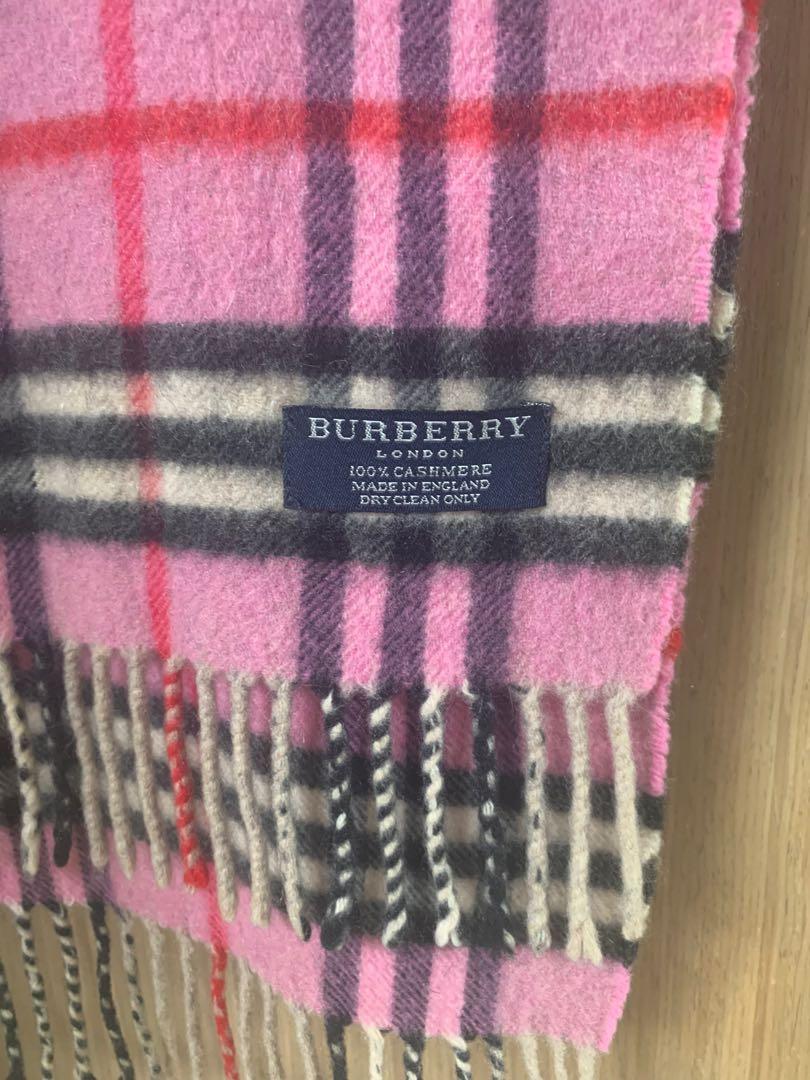 BURBERRY
LONDON
100% CASHMERE
MADE IN ENGLAND
DRY CLEAN ONLY